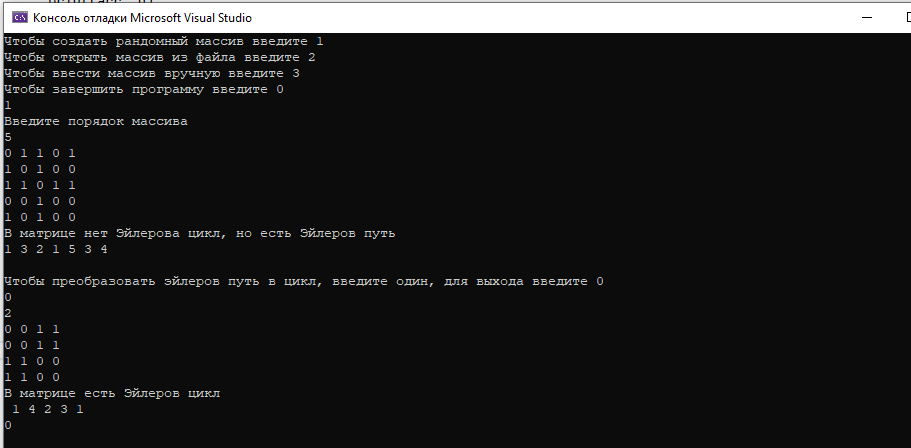 Консоль отладки Microsoft Visual Studio
Чтобы создать рандомный массив введите 1
Чтобы открыть массив из файла введите 2
Чтобы ввести массив вручную введите 3
Чтобы завершить программу введите 0
1
Введите порядок массива
5
0 1 1 0 1
1 0 1 0 0
1 1 0 1 1
0 0 1 0 0
1 0 1 0 0
В матрице нет Эйлерова цикл, но есть Эйлеров путь
1 3 2 1 5 3 4
Чтобы преобразовать эйлеров путь в цикл, введите один, для выхода введите 0
0
2
0 0 1 1
0 0 1 1
1 1 0 0
1 1 0 0
В матрице есть Эйлеров цикл
1 4 2 3 1
0